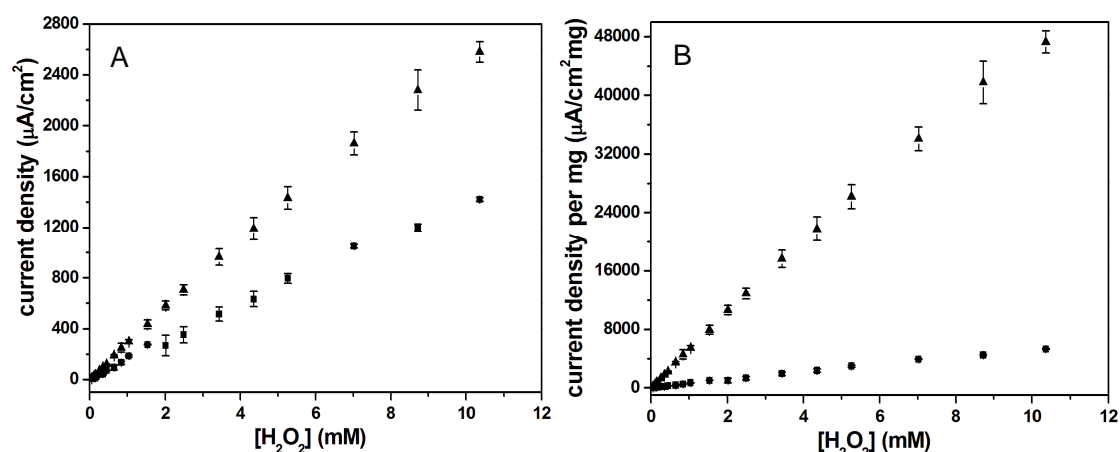 A
current density (μA/cm²)
2800
2400
2000
1600
1200
800
400
0
0 2 4 6 8 10 12
[H₂O₂] (mM)
B
current density per mg (μA/cm²mg)
48000
40000
32000
24000
16000
8000
0
0 2 4 6 8 10 12
[H₂O₂] (mM)